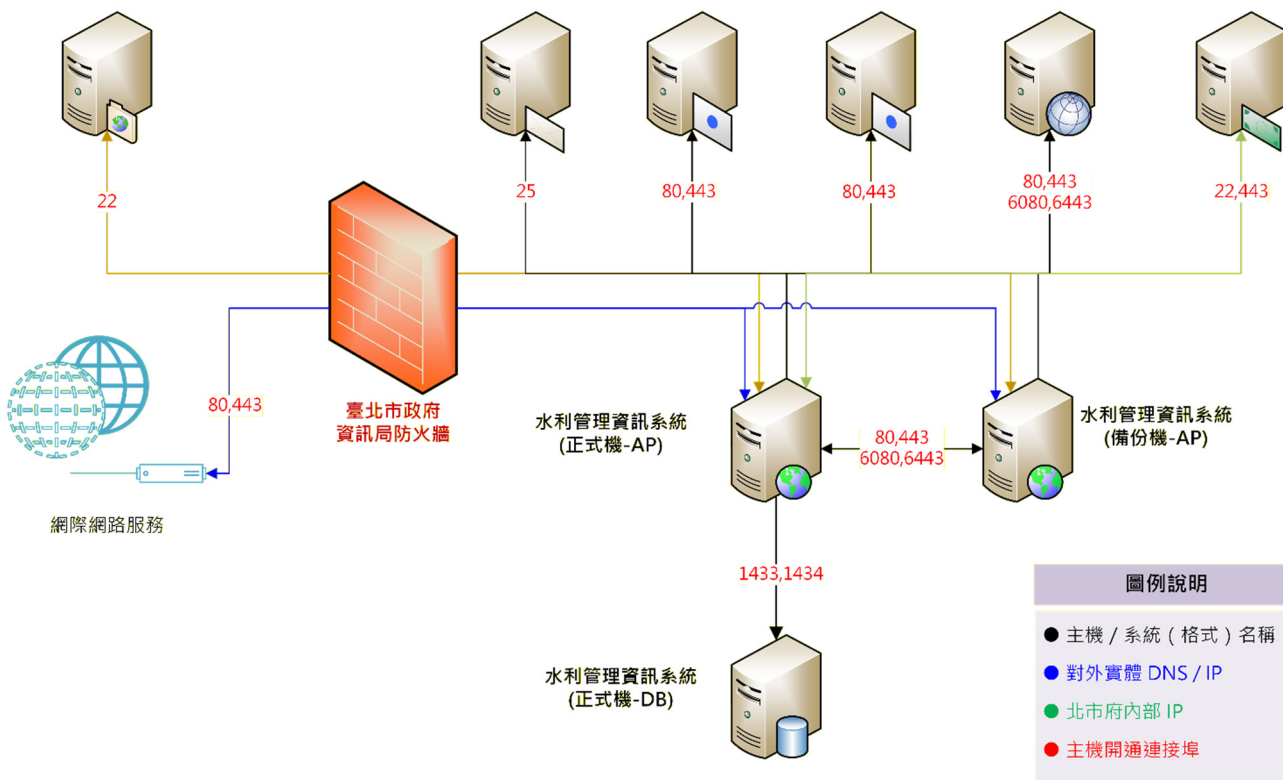 22
25
80,443
80,443
80,443
6080,6443
22,443
80,443
臺北市政府
資訊局防火牆
網際網路服務
水利管理資訊系統
(正式機-AP)
80,443
6080,6443
水利管理資訊系統
(備份機-AP)
1433,1434
水利管理資訊系統
(正式機-DB)
圖例說明
主機 / 系統 ( 格式 ) 名稱
對外實體 DNS / IP
北市府內部 IP
主機開通連接埠